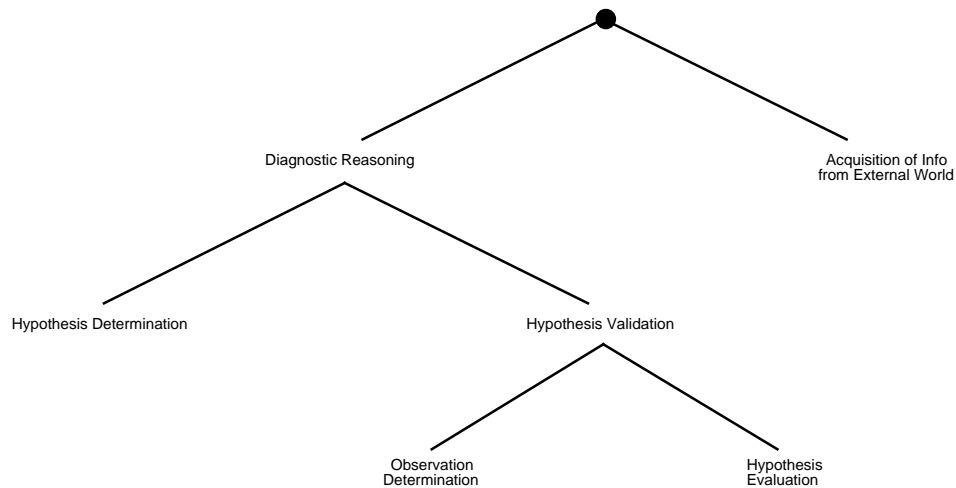 Diagnostic Reasoning
Acquisition of Info
from External World
Hypothesis Determination
Hypothesis Validation
Observation
Determination
Hypothesis
Evaluation